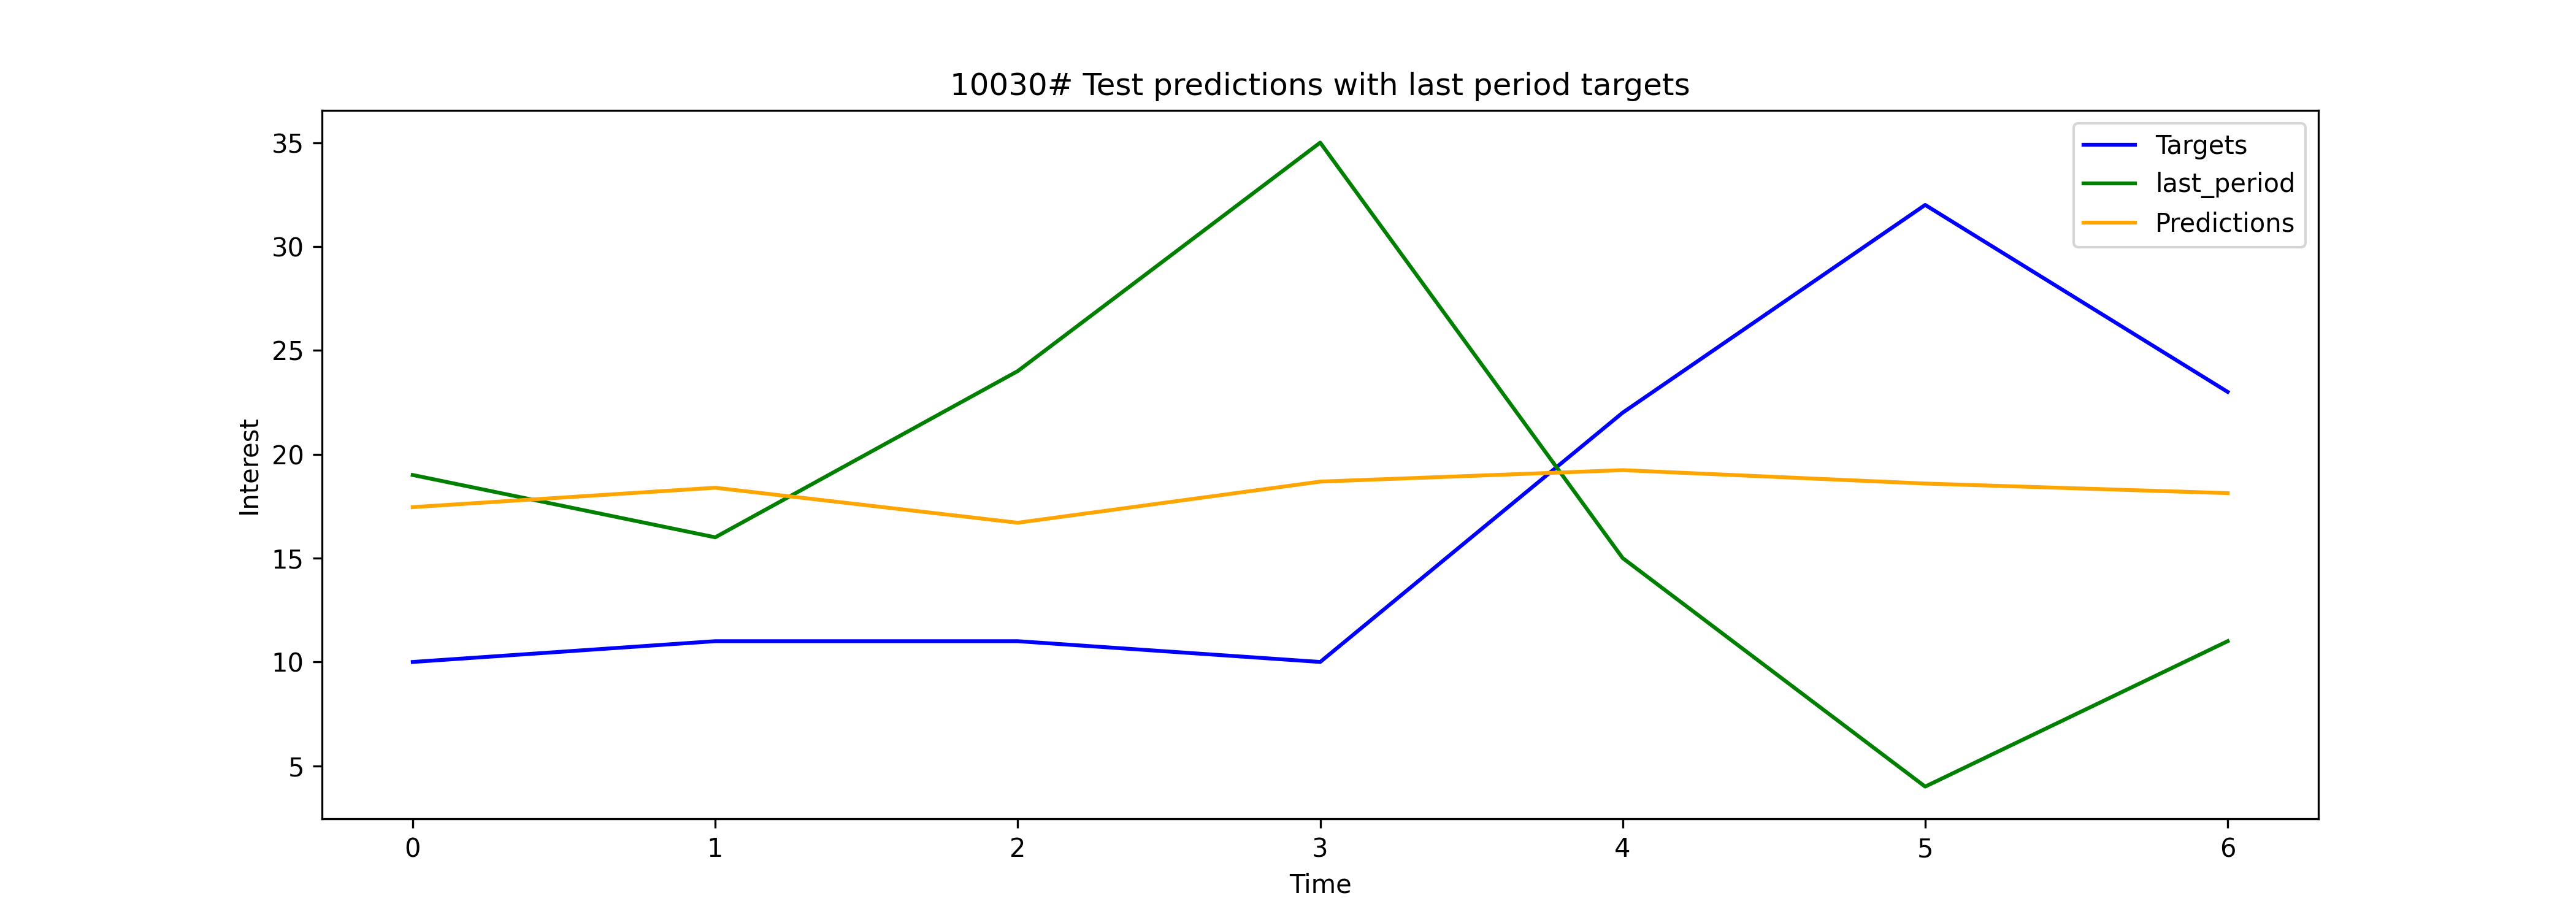 10030# Test predictions with last period targets
Targets
last_period
Predictions
35
30
25
20
15
10
5
Interest
0 1 2 3 4 5 6
Time